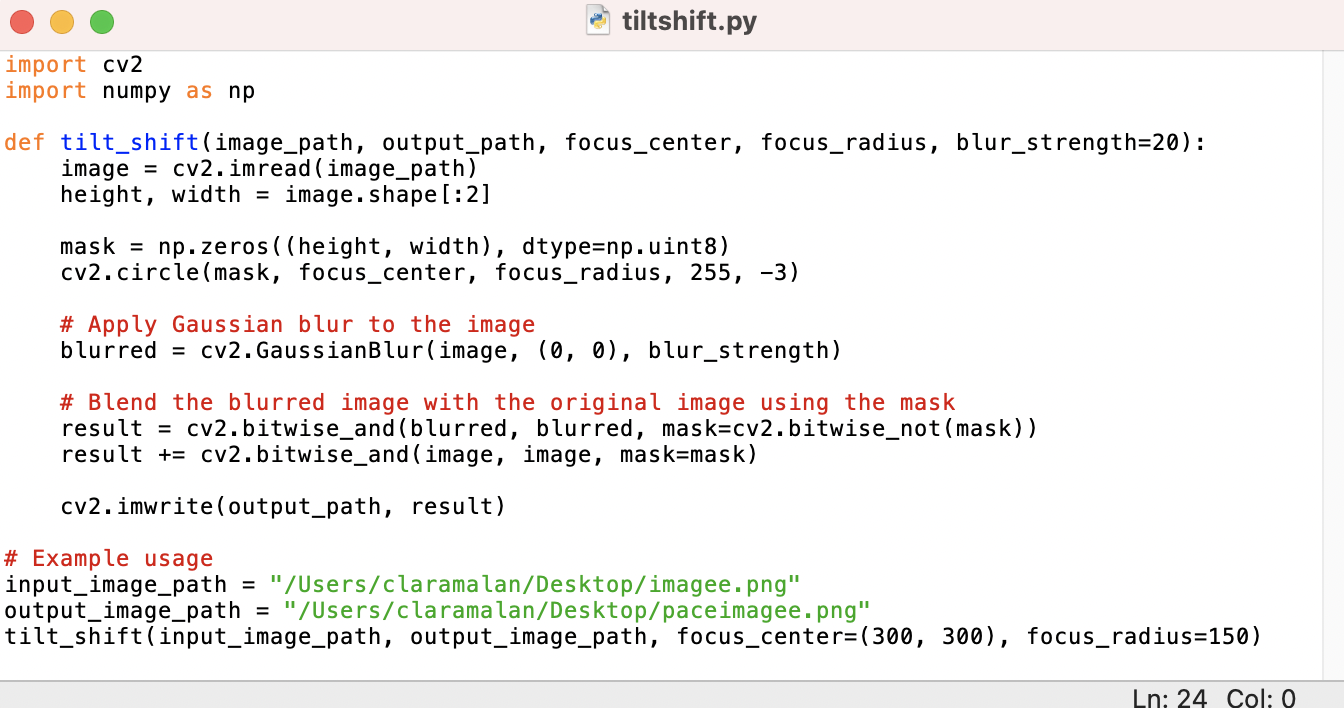 tiltshift.py
import cv2
import numpy as np
def tilt_shift(image_path, output_path, focus_center, focus_radius, blur_strength=20):
    image = cv2.imread(image_path)
    height, width = image.shape[:2]
    mask = np.zeros((height, width), dtype=np.uint8)
    cv2.circle(mask, focus_center, focus_radius, 255, -3)
    # Apply Gaussian blur to the image
    blurred = cv2.GaussianBlur(image, (0, 0), blur_strength)
    # Blend the blurred image with the original image using the mask
    result = cv2.bitwise_and(blurred, blurred, mask=cv2.bitwise_not(mask))
    result += cv2.bitwise_and(image, image, mask=mask)
    cv2.imwrite(output_path, result)
# Example usage
input_image_path = "/Users/claramalan/Desktop/imagee.png"
output_image_path = "/Users/claramalan/Desktop/paceimagee.png"
tilt_shift(input_image_path, output_image_path, focus_center=(300, 300), focus_radius=150)
Ln: 24 Col: 0